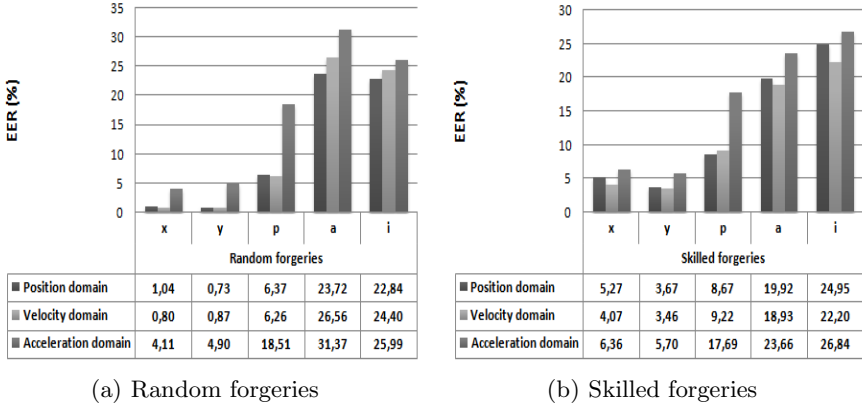 EER (%)
35
30
25
20
15
10
5
0
x y p a i
Random forgeries
Position domain 1,04 0,73 6,37 23,72 22,84
Velocity domain 0,80 0,87 6,26 26,56 24,40
Acceleration domain 4,11 4,90 18,51 31,37 25,99
(a) Random forgeries
EER (%)
30
25
20
15
10
5
0
x y p a i
Skilled forgeries
Position domain 5,27 3,67 8,67 19,92 24,95
Velocity domain 4,07 3,46 9,22 18,93 22,20
Acceleration domain 6,36 5,70 17,69 23,66 26,84
(b) Skilled forgeries